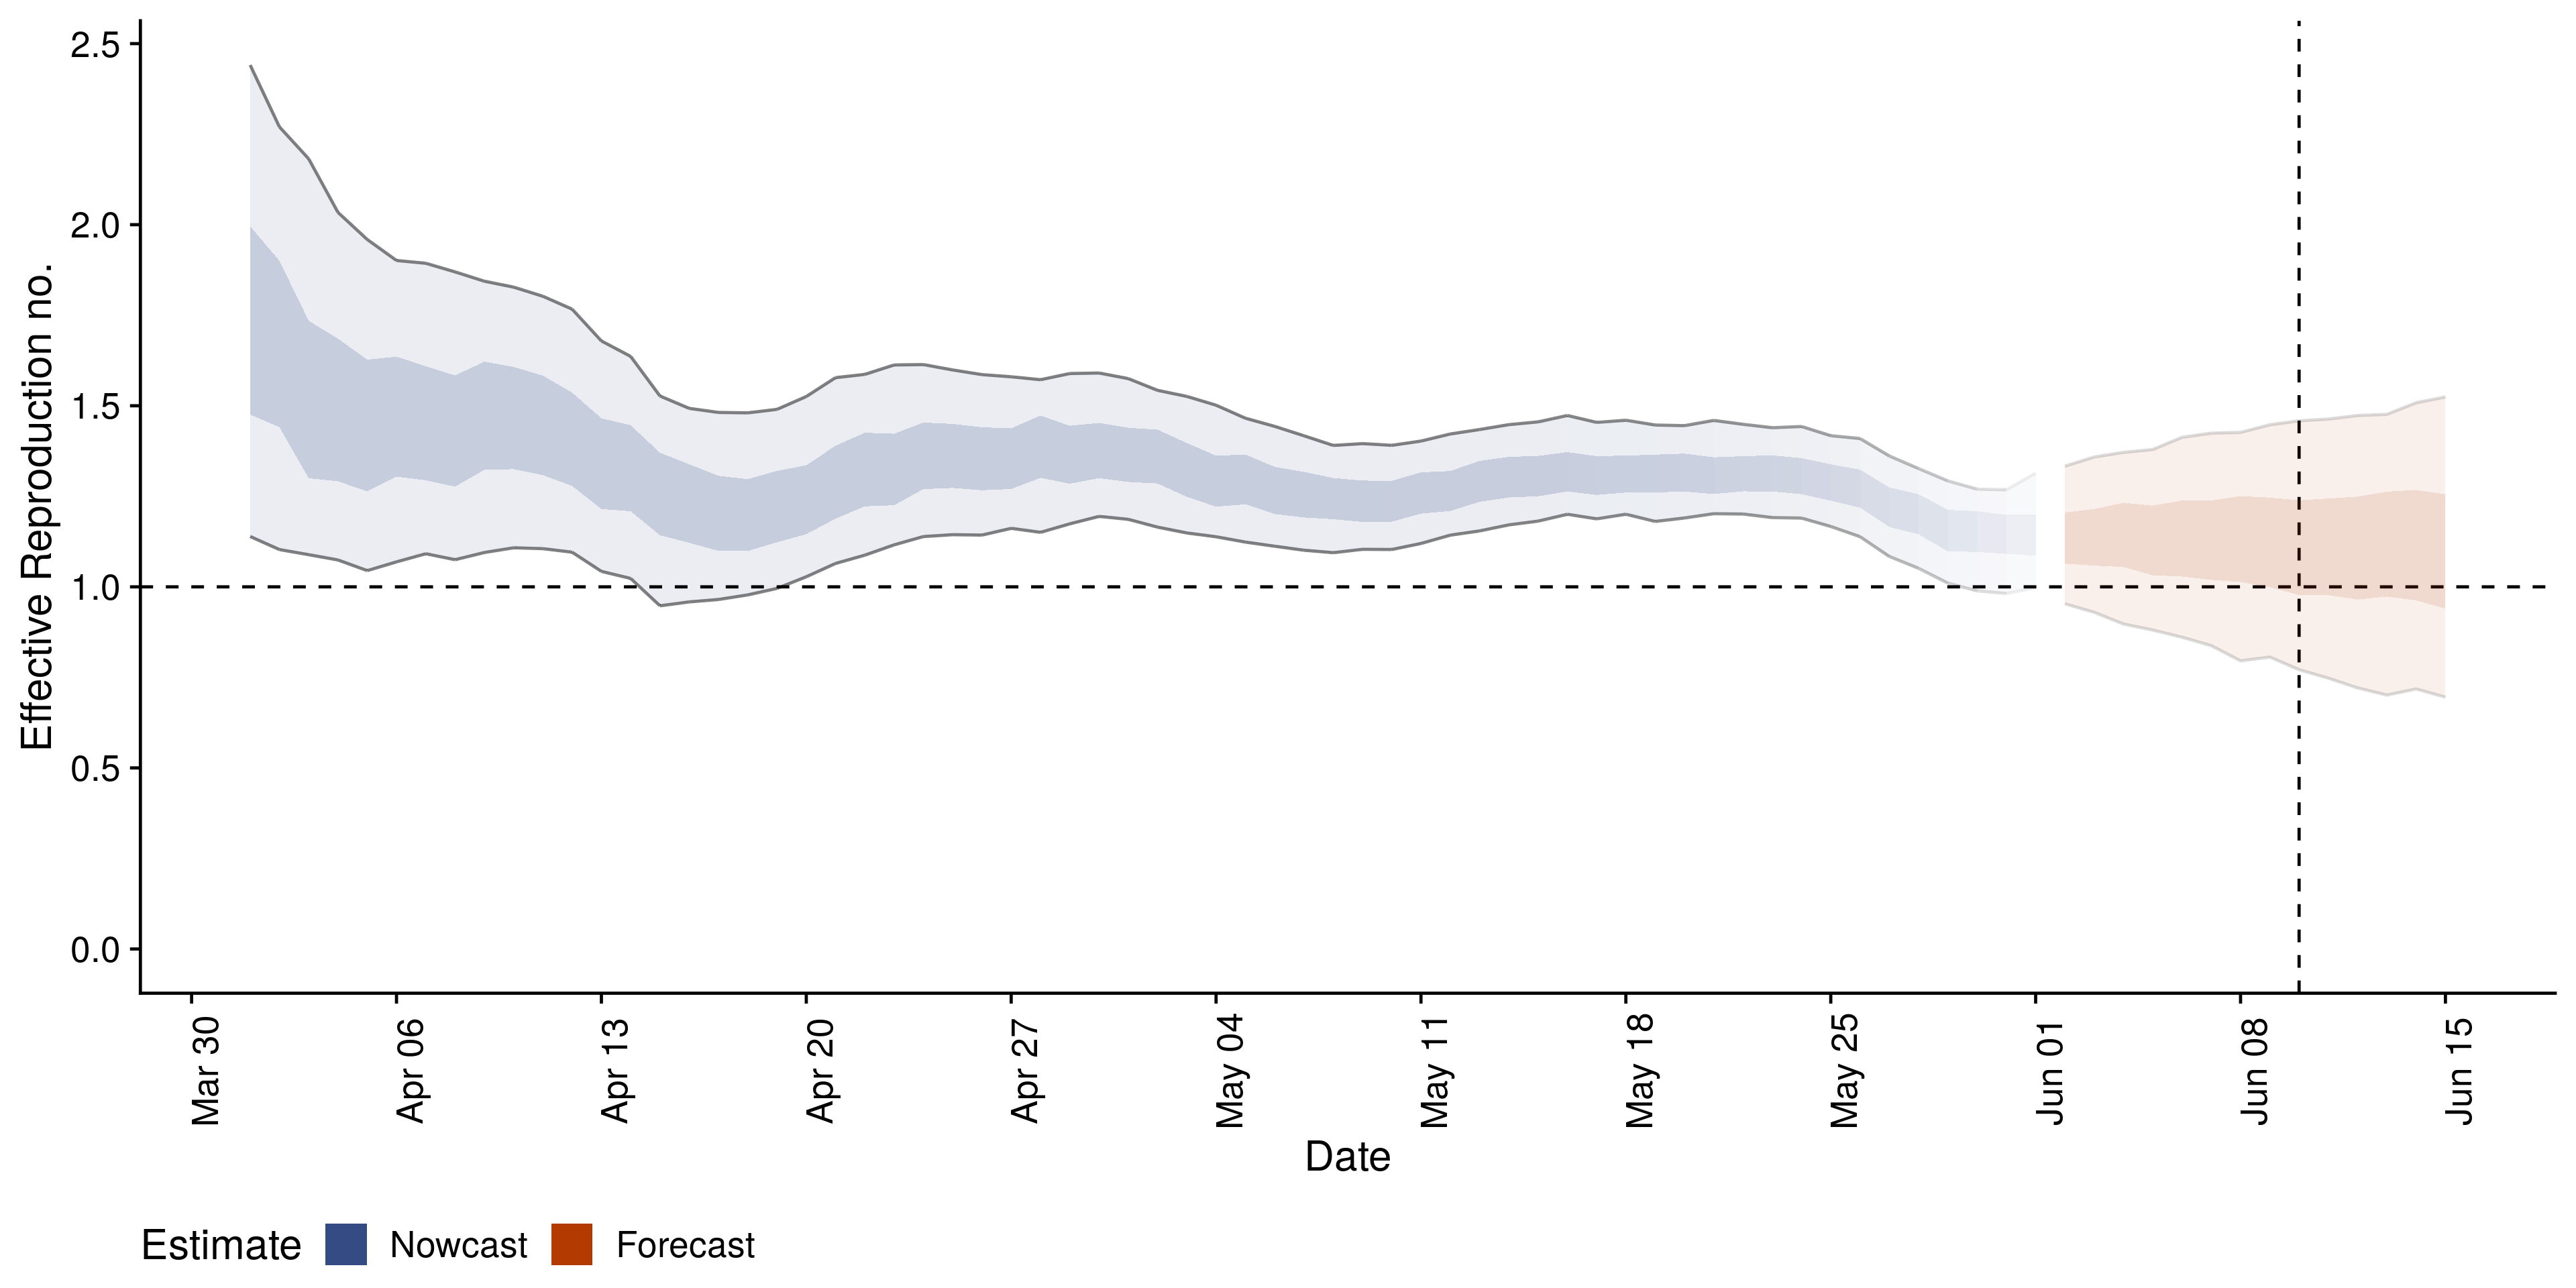 Effective Reproduction no.
2.5
2.0
1.5
1.0
0.5
0.0
Mar 30
Apr 06
Apr 13
Apr 20
Apr 27
May 04
May 11
May 18
May 25
Jun 01
Jun 08
Jun 15
Date
Estimate Nowcast Forecast